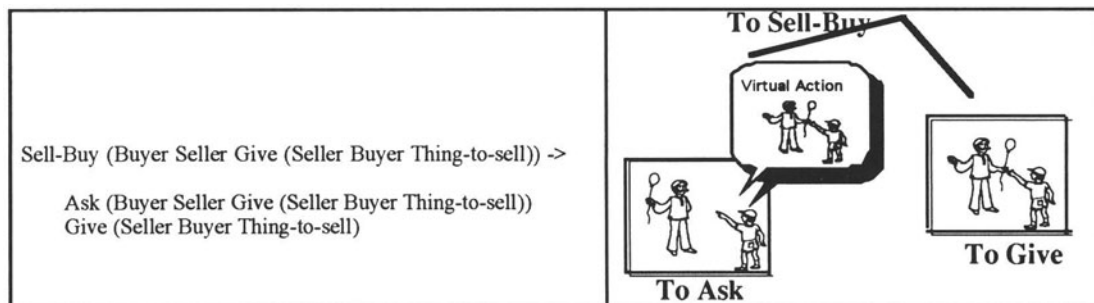 Sell-Buy (Buyer Seller Give (Seller Buyer Thing-to-sell)) ->
Ask (Buyer Seller Give (Seller Buyer Thing-to-sell))
Give (Seller Buyer Thing-to-sell)
To Sell-Buy
Virtual Action
To Give
To Ask